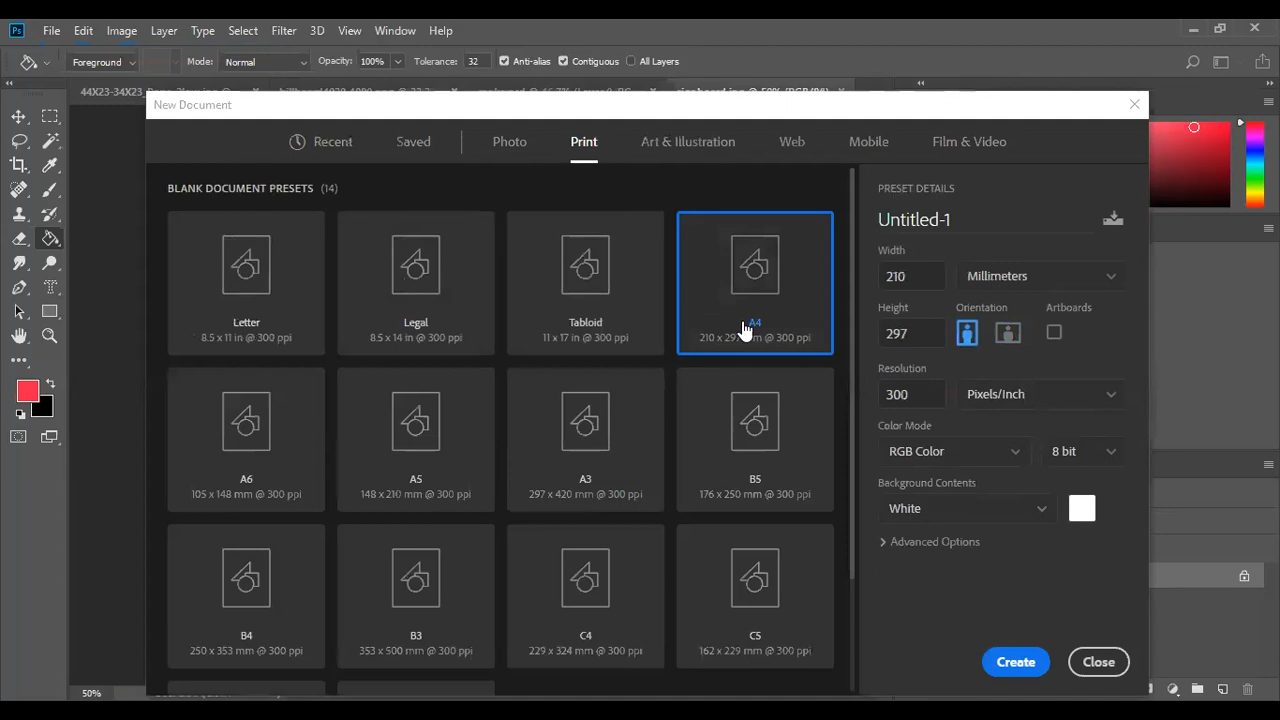 Ps File Edit Image Layer Type Select Filter 3D View Window Help
Foreground Mode: Normal Opacity: 100% Tolerance: 32 Anti-alias Contiguous All Layers
New Document
Recent Saved Photo Print Art & Illustration Web Mobile Film & Video
BLANK DOCUMENT PRESETS (14)
PRESET DETAILS
Untitled-1
Width
210 Millimeters
Height Orientation Artboards
297
Resolution
300 Pixels/Inch
Color Mode
RGB Color 8 bit
Background Contents
White
Advanced Options
Letter Legal Tabloid A4
8.5 x 11 in @ 300 ppi 8.5 x 14 in @ 300 ppi 11 x 17 in @ 300 ppi 210 x 297 mm @ 300 ppi
A6 A5 A3 B5
105 x 148 mm @ 300 ppi 148 x 210 mm @ 300 ppi 297 x 420 mm @ 300 ppi 176 x 250 mm @ 300 ppi
B4 B3 C4 C5
250 x 353 mm @ 300 ppi 353 x 500 mm @ 300 ppi 229 x 324 mm @ 300 ppi 162 x 229 mm @ 300 ppi
Create Close
50%